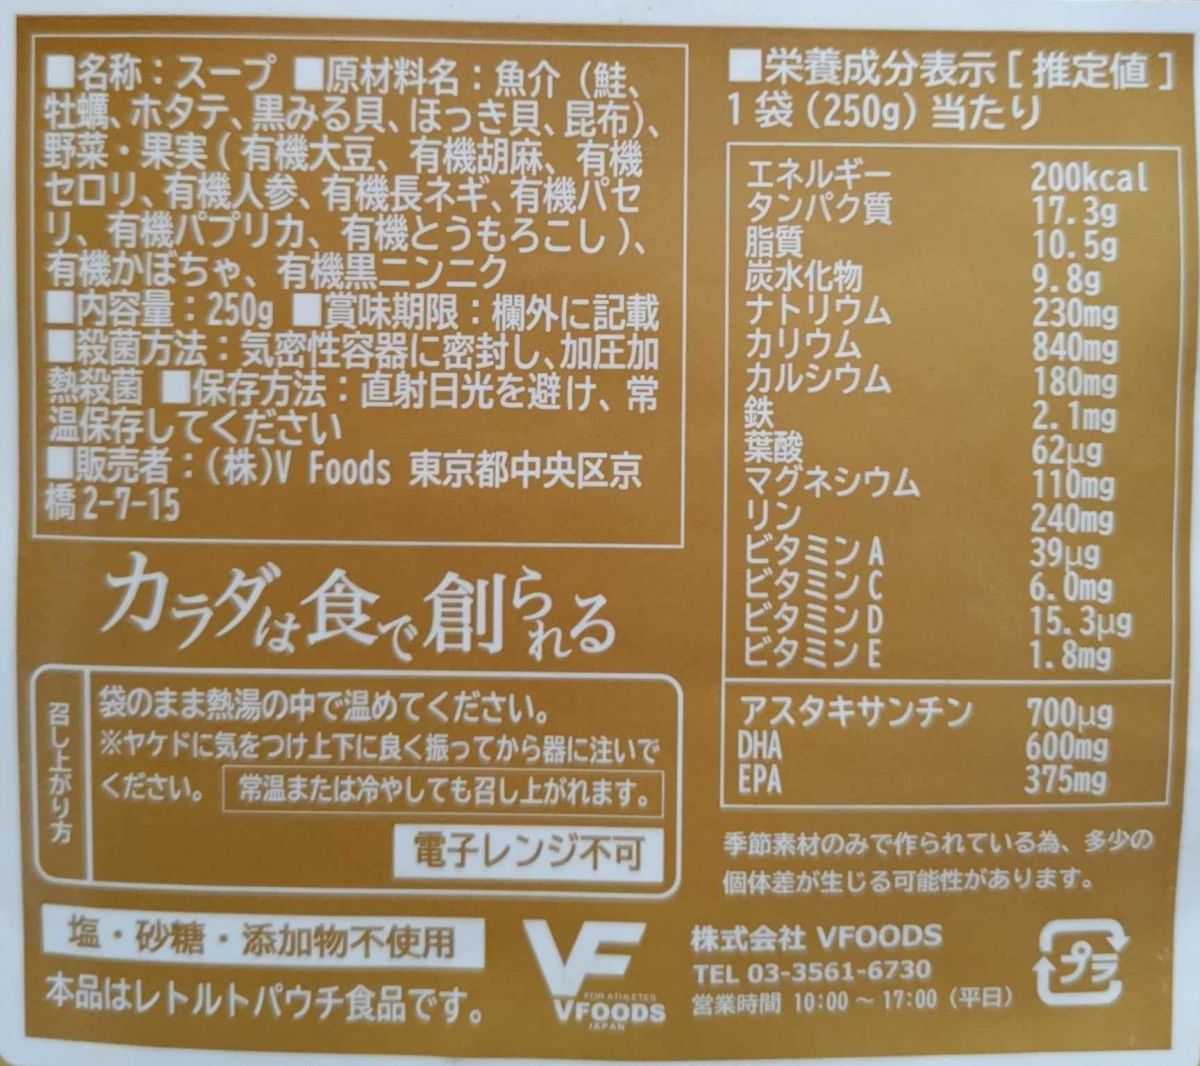 ■名称：スープ ■原材料名：魚介（鮭、
牡蠣、ホタテ、黒みる貝、ほっき貝、昆布）、
野菜・果実（有機大豆、有機胡麻、有機
セロリ、有機人参、有機長ネギ、有機パセ
リ、有機パプリカ、有機とうもろこし）、
有機かぼちゃ、有機黒ニンニク
■内容量：250g ■賞味期限：欄外に記載
■殺菌方法：気密性容器に密封し、加圧加
熱殺菌 ■保存方法：直射日光を避け、常
温保存してください
■販売者：(株)V Foods 東京都中央区京
橋2-7-15
カラダは食で創られる
召し上がり方
袋のまま熱湯の中で温めてください。
※ヤケドに気をつけ上下に良く振ってから器に注いで
ください。 常温または冷やしても召し上がれます。
電子レンジ不可
塩・砂糖・添加物不使用
本品はレトルトパウチ食品です。
■栄養成分表示［推定値］
1袋（250g）当たり
エネルギー 200kcal
タンパク質 17.3g
脂質 10.5g
炭水化物 9.8g
ナトリウム 230mg
カリウム 840mg
カルシウム 180mg
鉄 2.1mg
葉酸 62μg
マグネシウム 110mg
リン 240mg
ビタミンA 39μg
ビタミンC 6.0mg
ビタミンD 15.3μg
ビタミンE 1.8mg
アスタキサンチン 700μg
DHA 600mg
EPA 375mg
季節素材のみで作られている為、多少の
個体差が生じる可能性があります。
VF
FOR ATHLETES
VFOODS
JAPAN
株式会社 VFOODS
TEL 03-3561-6730
営業時間 10:00～17:00（平日）
プラ